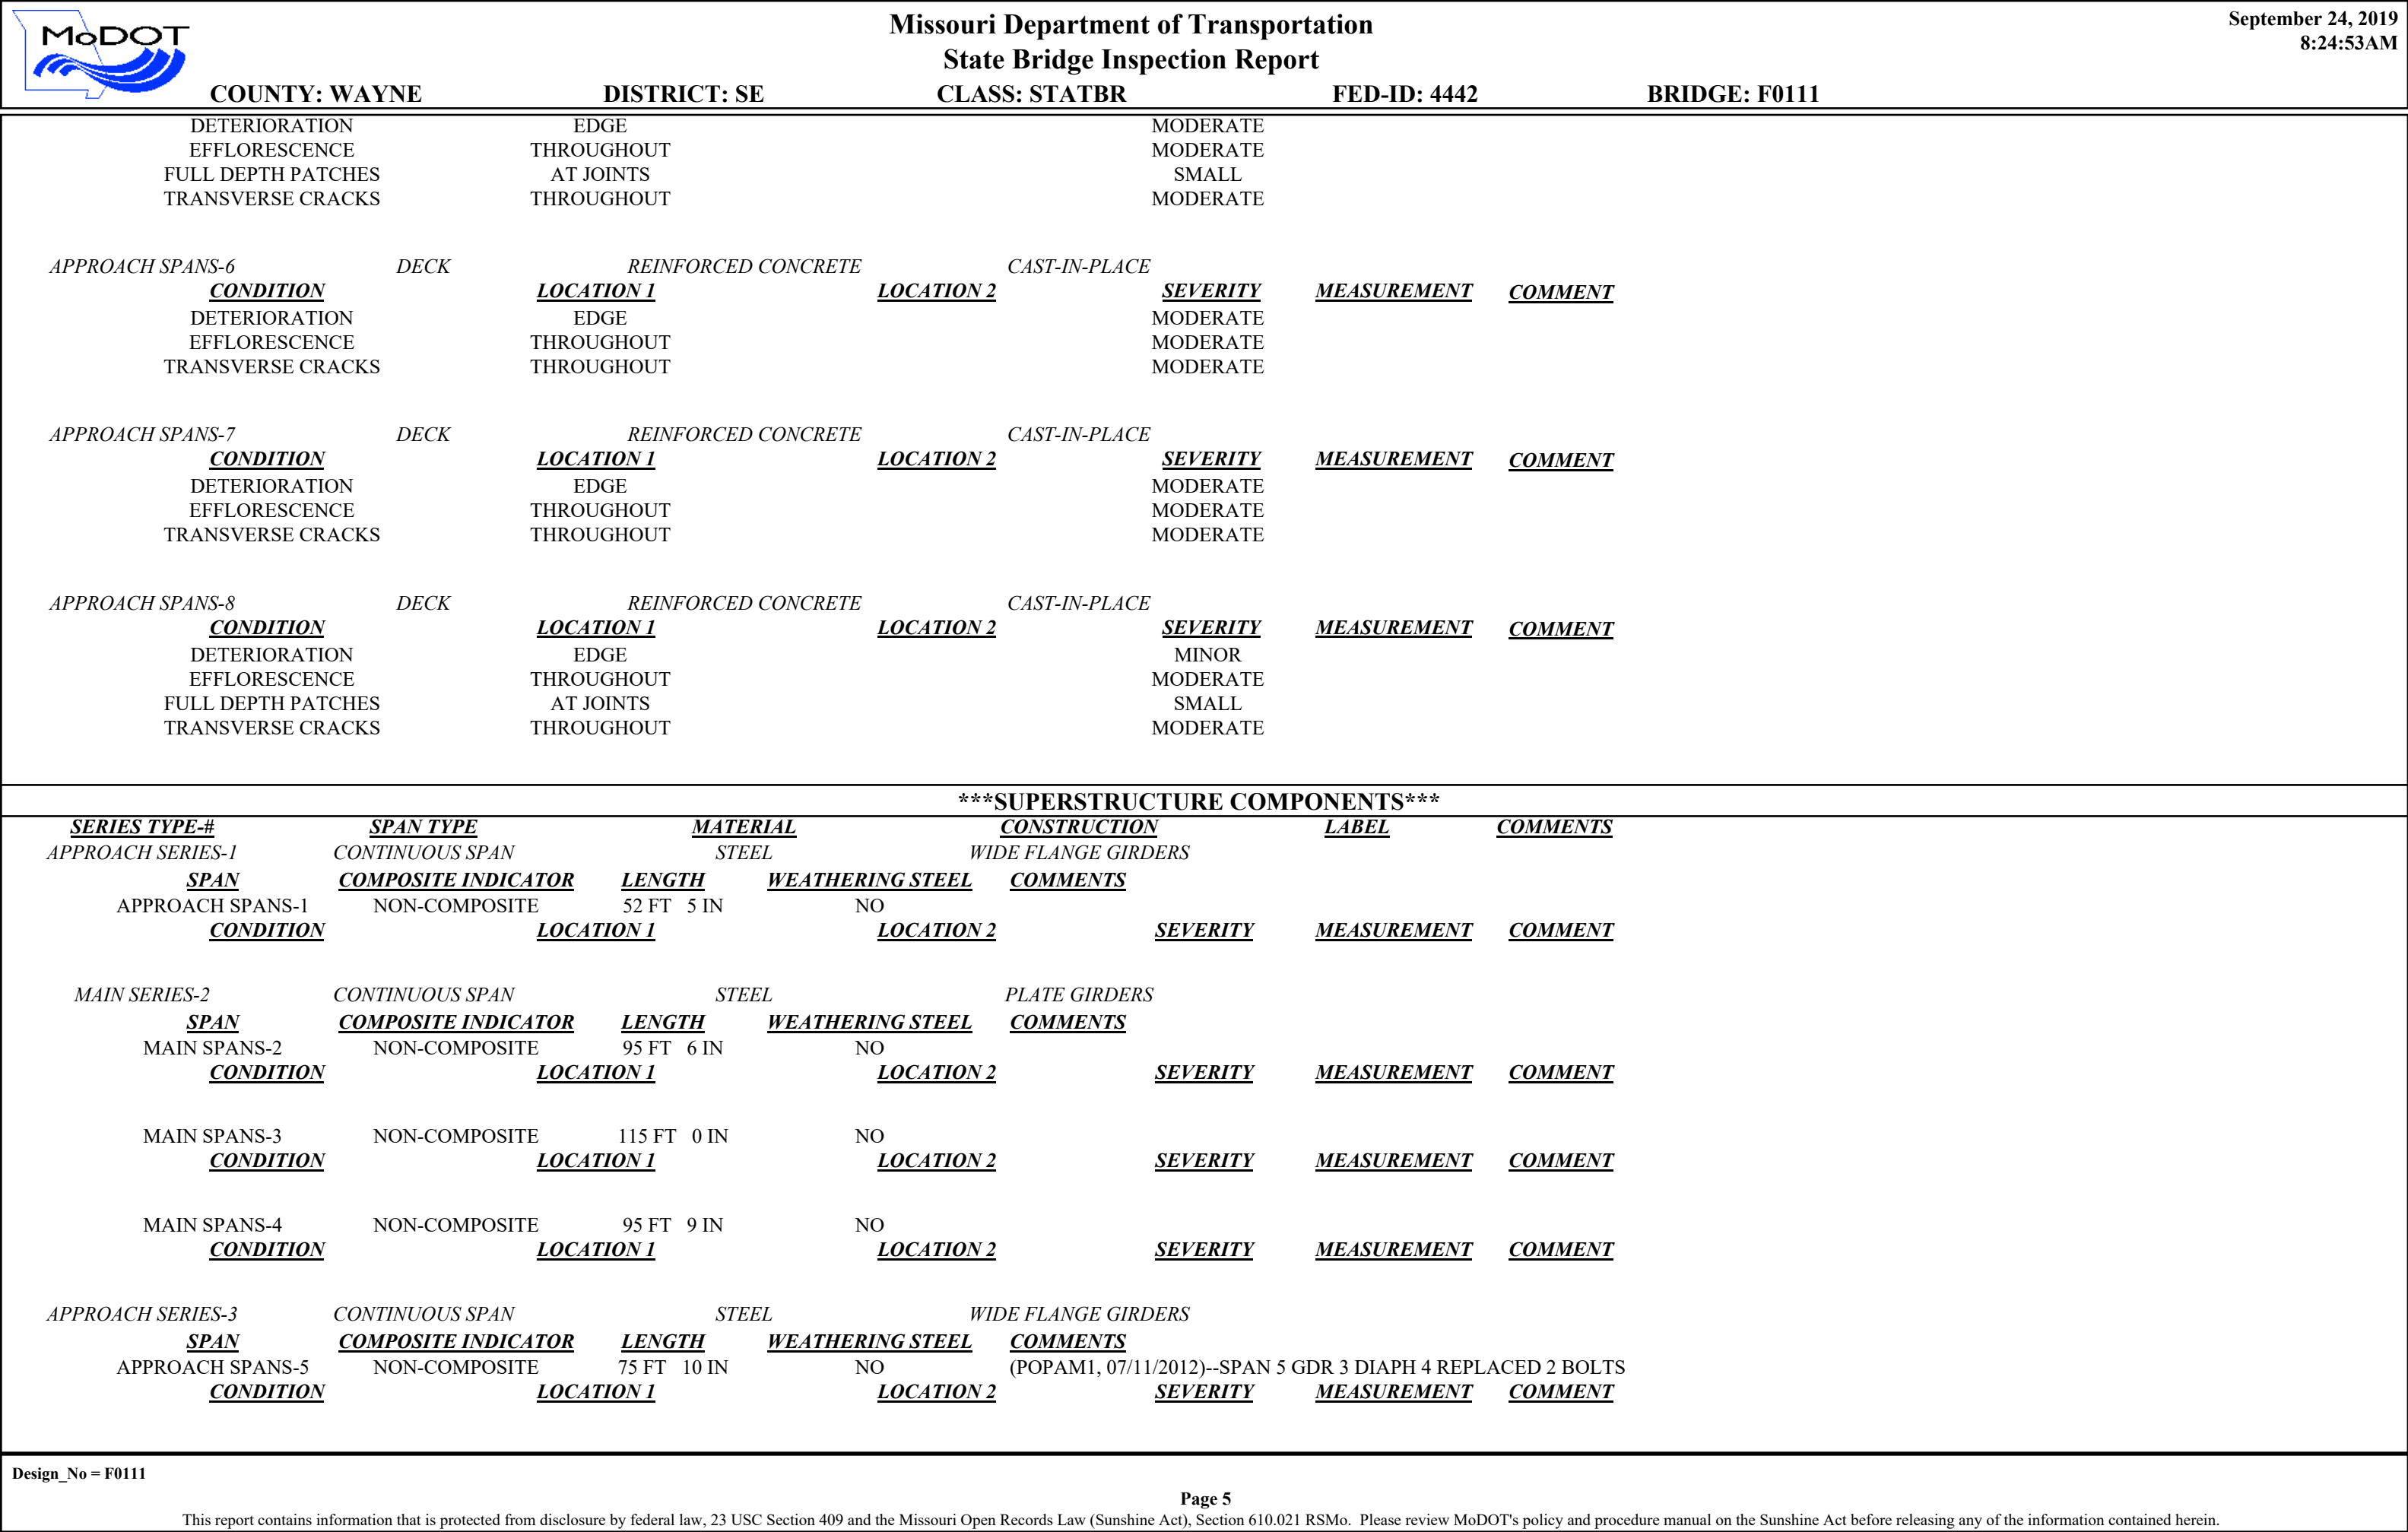 MoDOT
Missouri Department of Transportation
State Bridge Inspection Report
September 24, 2019
8:24:53AM
COUNTY: WAYNE DISTRICT: SE CLASS: STATBR FED-ID: 4442 BRIDGE: F0111
DETERIORATION EDGE MODERATE
EFFLORESCENCE THROUGHOUT MODERATE
FULL DEPTH PATCHES AT JOINTS SMALL
TRANSVERSE CRACKS THROUGHOUT MODERATE
APPROACH SPANS-6 DECK REINFORCED CONCRETE CAST-IN-PLACE
CONDITION LOCATION 1 LOCATION 2 SEVERITY MEASUREMENT COMMENT
DETERIORATION EDGE MODERATE
EFFLORESCENCE THROUGHOUT MODERATE
TRANSVERSE CRACKS THROUGHOUT MODERATE
APPROACH SPANS-7 DECK REINFORCED CONCRETE CAST-IN-PLACE
CONDITION LOCATION 1 LOCATION 2 SEVERITY MEASUREMENT COMMENT
DETERIORATION EDGE MODERATE
EFFLORESCENCE THROUGHOUT MODERATE
TRANSVERSE CRACKS THROUGHOUT MODERATE
APPROACH SPANS-8 DECK REINFORCED CONCRETE CAST-IN-PLACE
CONDITION LOCATION 1 LOCATION 2 SEVERITY MEASUREMENT COMMENT
DETERIORATION EDGE MINOR
EFFLORESCENCE THROUGHOUT MODERATE
FULL DEPTH PATCHES AT JOINTS SMALL
TRANSVERSE CRACKS THROUGHOUT MODERATE
***SUPERSTRUCTURE COMPONENTS***
SERIES TYPE-# SPAN TYPE MATERIAL CONSTRUCTION LABEL COMMENTS
APPROACH SERIES-1 CONTINUOUS SPAN STEEL WIDE FLANGE GIRDERS
SPAN COMPOSITE INDICATOR LENGTH WEATHERING STEEL COMMENTS
APPROACH SPANS-1 NON-COMPOSITE 52 FT 5 IN NO
CONDITION LOCATION 1 LOCATION 2 SEVERITY MEASUREMENT COMMENT
MAIN SERIES-2 CONTINUOUS SPAN STEEL PLATE GIRDERS
SPAN COMPOSITE INDICATOR LENGTH WEATHERING STEEL COMMENTS
MAIN SPANS-2 NON-COMPOSITE 95 FT 6 IN NO
CONDITION LOCATION 1 LOCATION 2 SEVERITY MEASUREMENT COMMENT
MAIN SPANS-3 NON-COMPOSITE 115 FT 0 IN NO
CONDITION LOCATION 1 LOCATION 2 SEVERITY MEASUREMENT COMMENT
MAIN SPANS-4 NON-COMPOSITE 95 FT 9 IN NO
CONDITION LOCATION 1 LOCATION 2 SEVERITY MEASUREMENT COMMENT
APPROACH SERIES-3 CONTINUOUS SPAN STEEL WIDE FLANGE GIRDERS
SPAN COMPOSITE INDICATOR LENGTH WEATHERING STEEL COMMENTS
APPROACH SPANS-5 NON-COMPOSITE 75 FT 10 IN NO (POPAM1, 07/11/2012)--SPAN 5 GDR 3 DIAPH 4 REPLACED 2 BOLTS
CONDITION LOCATION 1 LOCATION 2 SEVERITY MEASUREMENT COMMENT
Design_No = F0111
Page 5
This report contains information that is protected from disclosure by federal law, 23 USC Section 409 and the Missouri Open Records Law (Sunshine Act), Section 610.021 RSMo. Please review MoDOT's policy and procedure manual on the Sunshine Act before releasing any of the information contained herein.